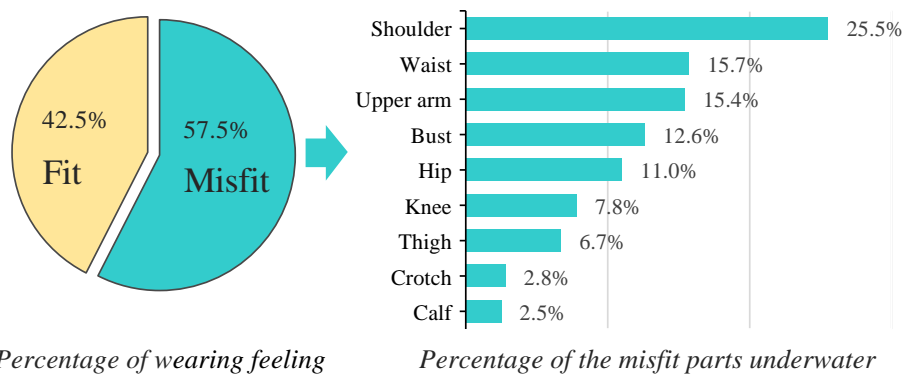 42.5%
Fit
57.5%
Misfit
Shoulder 25.5%
Waist 15.7%
Upper arm 15.4%
Bust 12.6%
Hip 11.0%
Knee 7.8%
Thigh 6.7%
Crotch 2.8%
Calf 2.5%
Percentage of wearing feeling
Percentage of the misfit parts underwater